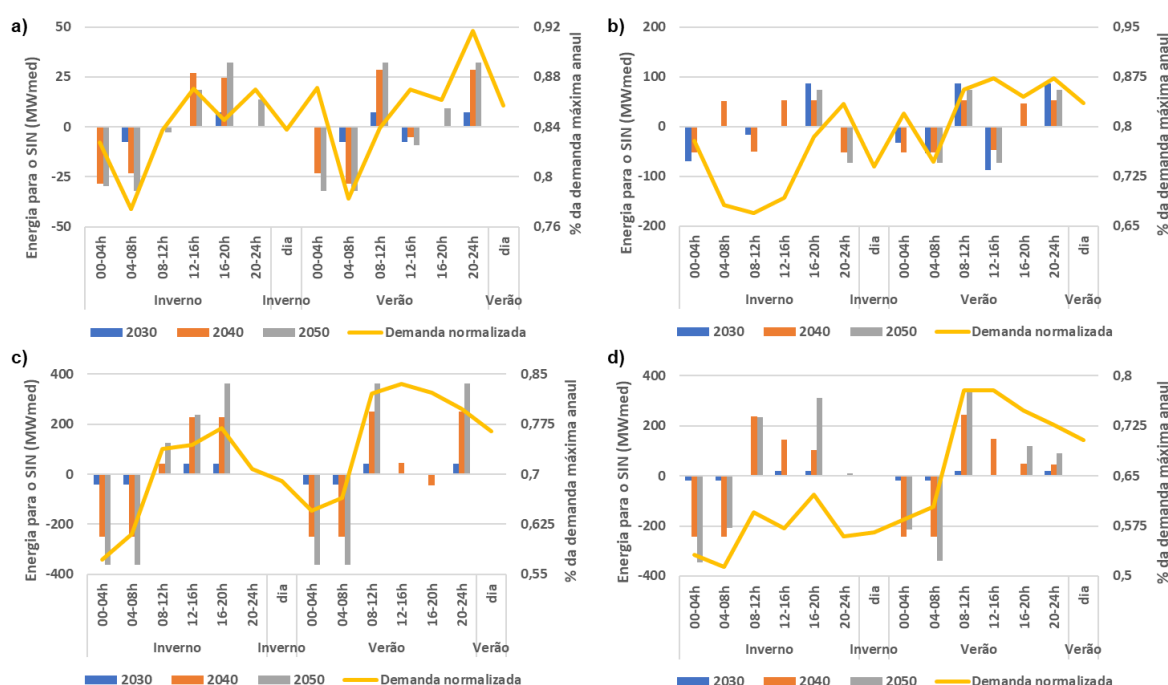 a)
Energia para o SIN (MWmed)
50
25
0
-25
-50
0,92
0,88
0,84
0,8
0,76
% da demanda máxima anaul
00-04h 04-08h 08-12h 12-16h 16-20h 20-24h dia 00-04h 04-08h 08-12h 12-16h 16-20h 20-24h dia
Inverno Inverno Verão Verão
2030 2040 2050 Demanda normalizada
b)
Energia para o SIN (MWmed)
200
100
0
-100
-200
0,95
0,875
0,8
0,725
0,65
% da demanda máxima anual
00-04h 04-08h 08-12h 12-16h 16-20h 20-24h dia 00-04h 04-08h 08-12h 12-16h 16-20h 20-24h dia
Inverno Inverno Verão Verão
2030 2040 2050 Demanda normalizada
c)
Energia para o SIN (MWmed)
400
200
0
-200
-400
0,85
0,775
0,7
0,625
0,55
% da demanda máxima anaul
00-04h 04-08h 08-12h 12-16h 16-20h 20-24h dia 00-04h 04-08h 08-12h 12-16h 16-20h 20-24h dia
Inverno Inverno Verão Verão
2030 2040 2050 Demanda normalizada
d)
Energia para o SIN (MWmed)
400
200
0
-200
-400
0,8
0,725
0,65
0,575
0,5
% da demanda máxima anaul
00-04h 04-08h 08-12h 12-16h 16-20h 20-24h dia 00-04h 04-08h 08-12h 12-16h 16-20h 20-24h dia
Inverno Inverno Verão Verão
2030 2040 2050 Demanda normalizada